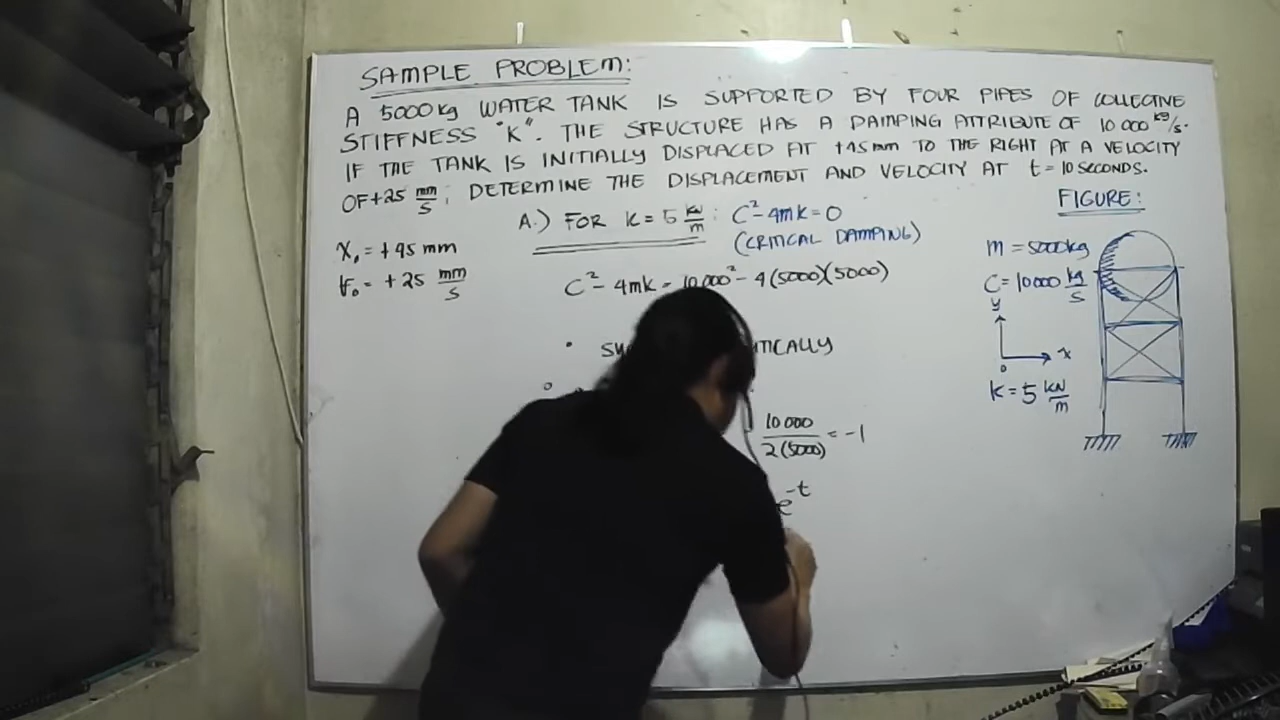 SAMPLE PROBLEM:
A 5000kg WATER TANK IS SUPPORTED BY FOUR PIPES OF COLLECTIVE
STIFFNESS "K". THE STRUCTURE HAS A DAMPING ATTRIBUTE OF 10 000 kg/s.
IF THE TANK IS INITIALLY DISPLACED AT +45 mm TO THE RIGHT AT A VELOCITY
OF +25 mm/s; DETERMINE THE DISPLACEMENT AND VELOCITY AT t = 10 SECONDS.
A.) FOR K = 5 kN/m : C² - 4mk = 0
(CRITICAL DAMPING)
x₀ = +45 mm
v₀ = +25 mm/s
C² - 4mk = 10,000² - 4(5000)(5000)
10 000 / 2(5000) = -1
e^-t
FIGURE:
m = 5000kg
C = 10000 kg/s
y
x
0
k = 5 kN/m